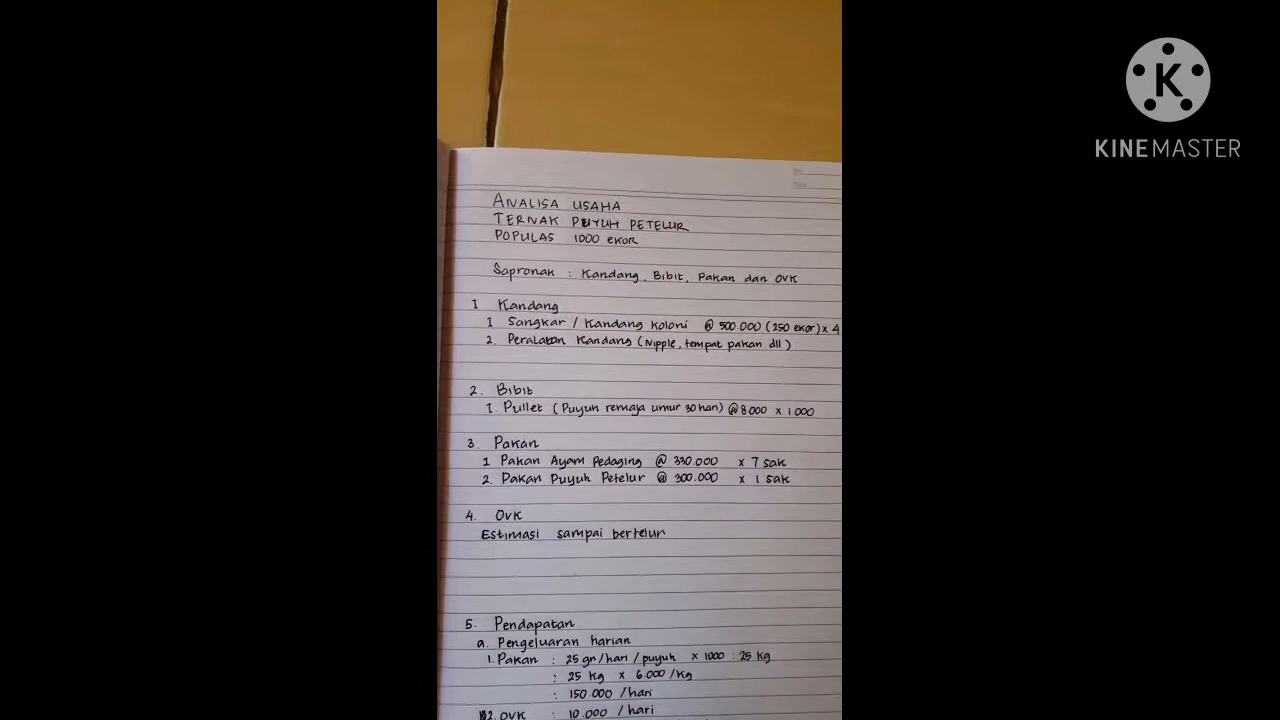 K
KINEMASTER
ANALISA USAHA
TERNAK PUYUH PETELUR
POPULAS 1000 EKOR
Sapronak : Kandang, Bibit, Pakan dan OVK
1 Kandang
1 Sangkar / Kandang Koloni @ 500.000 (250 ekor) x 4
2. Peralatan Kandang (Nipple, tempat pakan dll)
2. Bibit
1. Pullet (Puyuh remaja umur 30 hari) @ 8.000 x 1.000
3. Pakan
1 Pakan Ayam Pedaging @ 330.000 x 7 sak
2. Pakan Puyuh Petelur @ 300.000 x 1 sak
4. OVK
Estimasi sampai bertelur
5. Pendapatan
a. Pengeluaran harian
1. Pakan : 25 gr/hari/puyuh x 1000 : 25 Kg
: 25 Kg x 6.000/Kg
: 150.000 /hari
2. OVK : 10.000 /hari